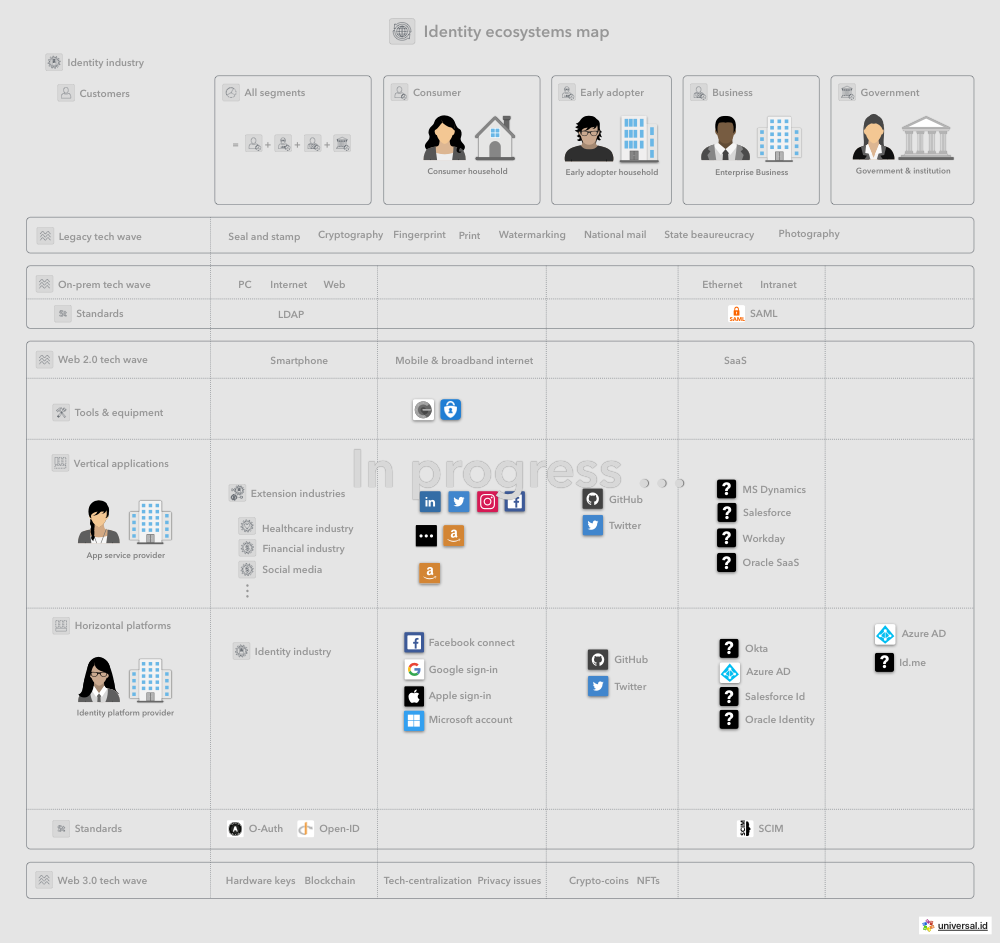 Identity ecosystems map
Identity industry
Customers
All segments
Consumer
Early adopter
Business
Government
= + + +
Consumer household
Early adopter household
Enterprise Business
Government & institution
Legacy tech wave
Seal and stamp
Cryptography
Fingerprint
Print
Watermarking
National mail
State beaureucracy
Photography
On-prem tech wave
PC
Internet
Web
Ethernet
Intranet
St
Standards
LDAP
SAML
SAML
Web 2.0 tech wave
Smartphone
Mobile & broadband internet
SaaS
Tools & equipment
Vertical applications
In progress ...
App service provider
Extension industries
Healthcare industry
Financial industry
Social media
in
f
a
a
GitHub
Twitter
? MS Dynamics
? Salesforce
? Workday
? Oracle SaaS
Horizontal platforms
Identity platform provider
Identity industry
f Facebook connect
G Google sign-in
Apple sign-in
Microsoft account
GitHub
Twitter
? Okta
Azure AD
? Salesforce Id
? Oracle Identity
Azure AD
? Id.me
St
Standards
A O-Auth
Open-ID
SCIM
SCIM
Web 3.0 tech wave
Hardware keys
Blockchain
Tech-centralization
Privacy issues
Crypto-coins
NFTs
universal.id